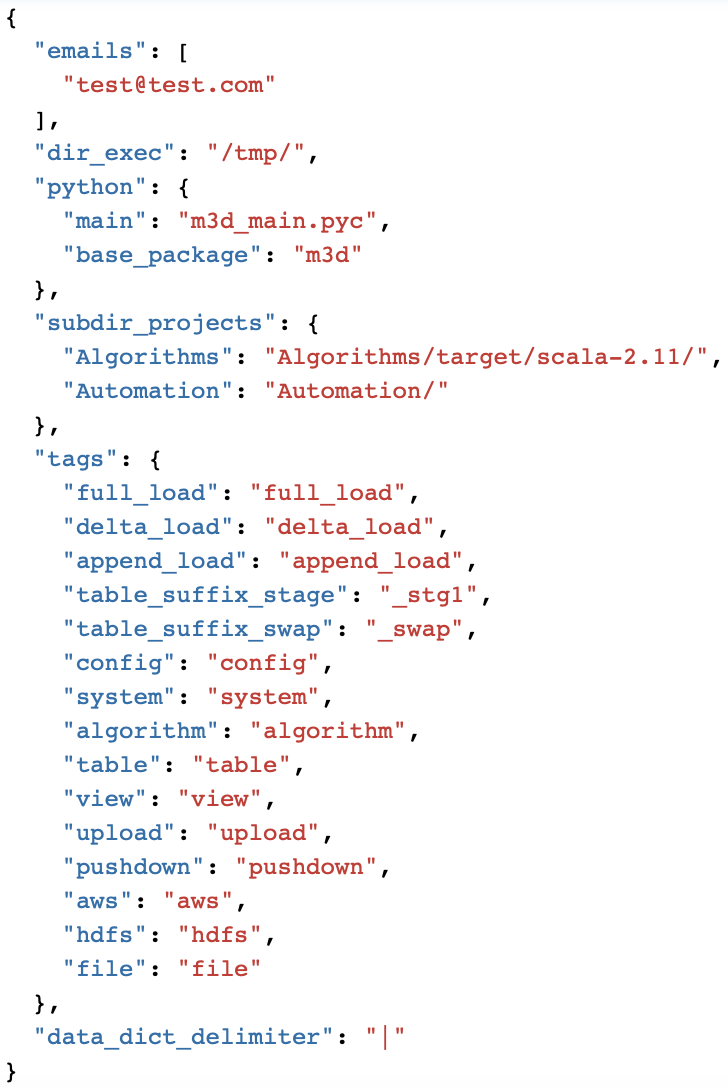 {
  "emails": [
    "test@test.com"
  ],
  "dir_exec": "/tmp/",
  "python": {
    "main": "m3d_main.pyc",
    "base_package": "m3d"
  },
  "subdir_projects": {
    "Algorithms": "Algorithms/target/scala-2.11/",
    "Automation": "Automation/"
  },
  "tags": {
    "full_load": "full_load",
    "delta_load": "delta_load",
    "append_load": "append_load",
    "table_suffix_stage": "_stg1",
    "table_suffix_swap": "_swap",
    "config": "config",
    "system": "system",
    "algorithm": "algorithm",
    "table": "table",
    "view": "view",
    "upload": "upload",
    "pushdown": "pushdown",
    "aws": "aws",
    "hdfs": "hdfs",
    "file": "file"
  },
  "data_dict_delimiter": "|"
}